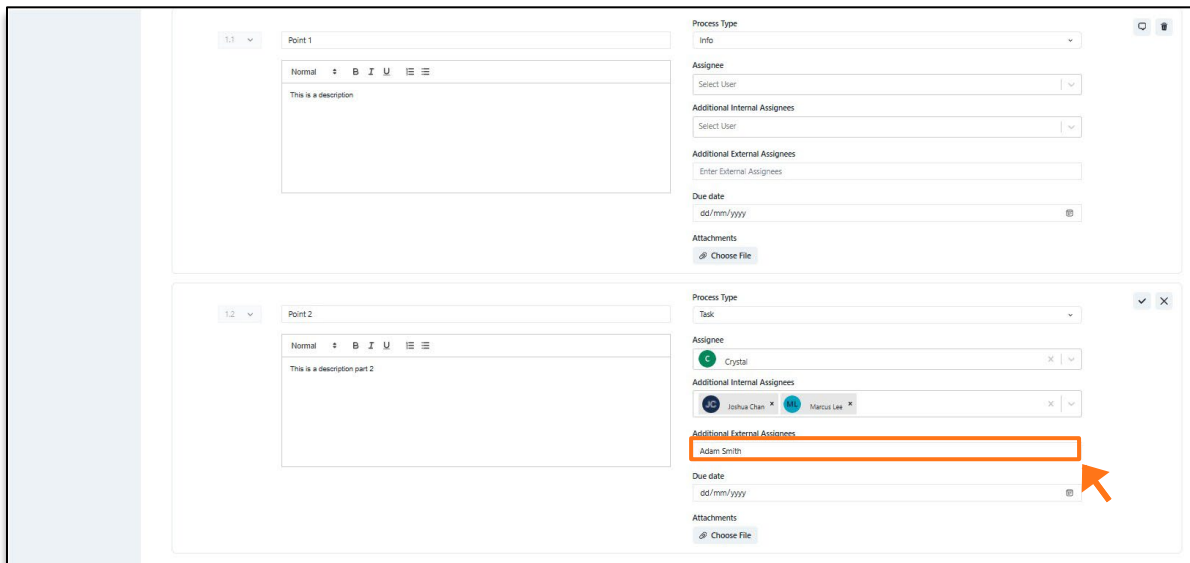 1.1
Point 1
Normal B I U
This is a description
Process Type
Info
Assignee
Select User
Additional Internal Assignees
Select User
Additional External Assignees
Enter External Assignees
Due date
dd/mm/yyyy
Attachments
Choose File
1.2
Point 2
Normal B I U
This is a description part 2
Process Type
Task
Assignee
C Crystal
Additional Internal Assignees
JC Joshua Chan × ML Marcus Lee ×
Additional External Assignees
Adam Smith
Due date
dd/mm/yyyy
Attachments
Choose File